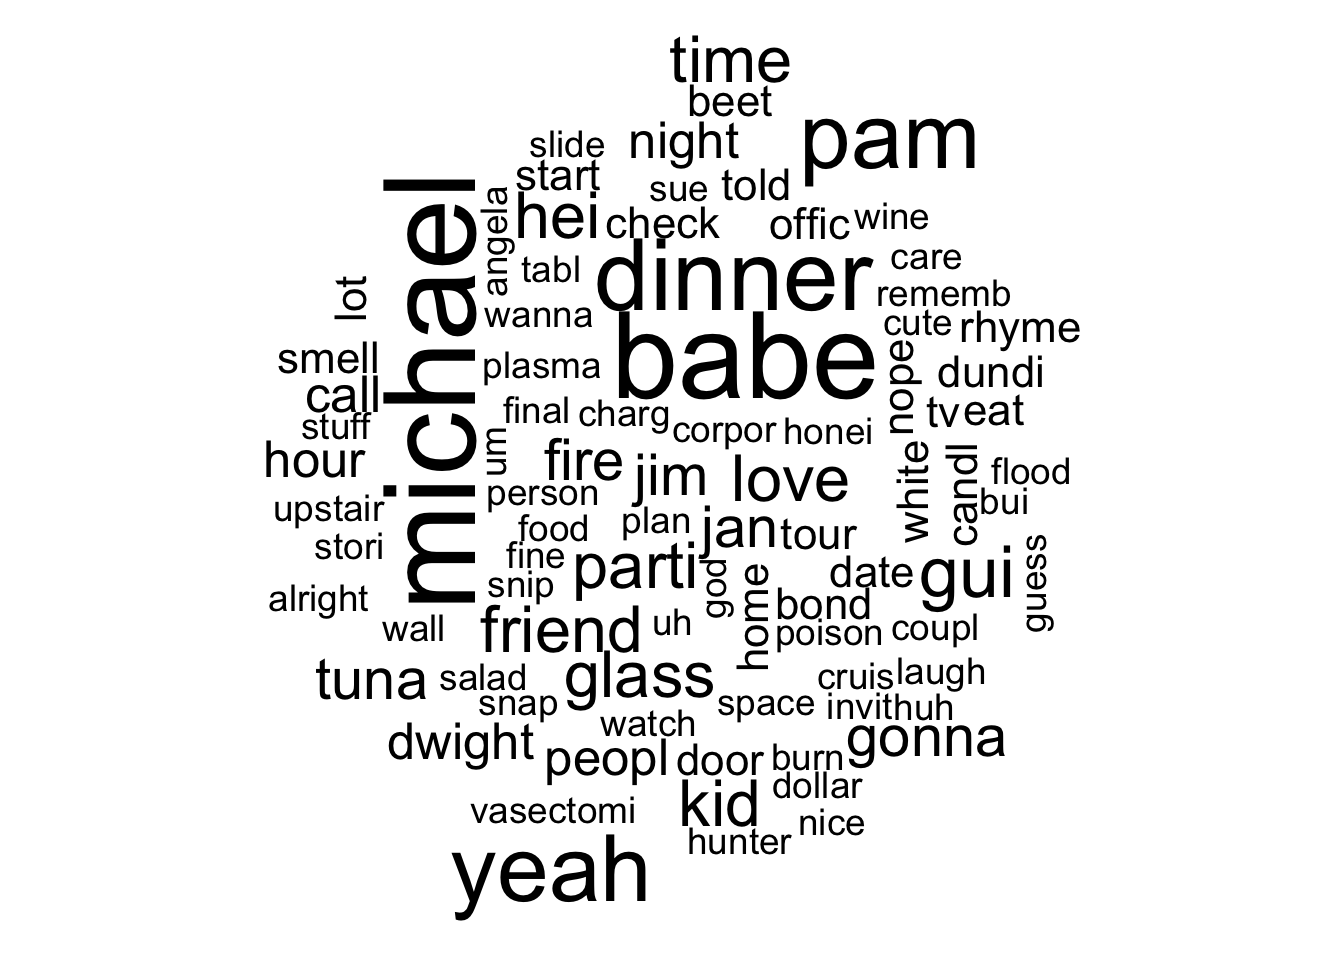 time
beet
pam
slide
night
start
sue
told
michael
angela
hei
check
offic
wine
lot
tabl
dinner
care
rememb
wanna
babe
cute
rhyme
smell
plasma
nope
dundi
call
final
charg
tv
eat
stuff
corpor
honei
hour
um
fire
jim
love
white
candl
flood
person
bui
upstair
food
plan
jan
tour
stori
fine
parti
god
home
date
gui
guess
alright
snip
bond
wall
friend
uh
poison
coupl
tuna
salad
glass
cruis
laugh
snap
space
invit
huh
watch
dwight
peopl
door
burn
gonna
dollar
vasectomi
kid
nice
hunter
yeah